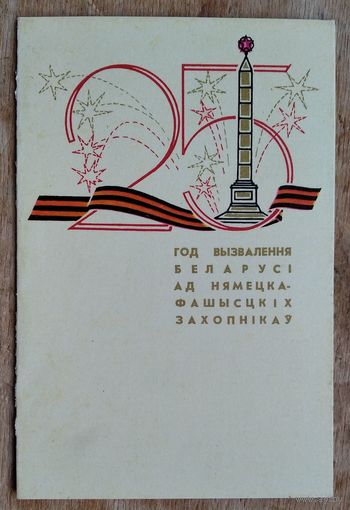 25
ГОД ВЫЗВАЛЕННЯ
БЕЛАРУСІ
АД НЯМЕЦКА-
ФАШЫСЦКІХ
ЗАХОПНІКАЎ